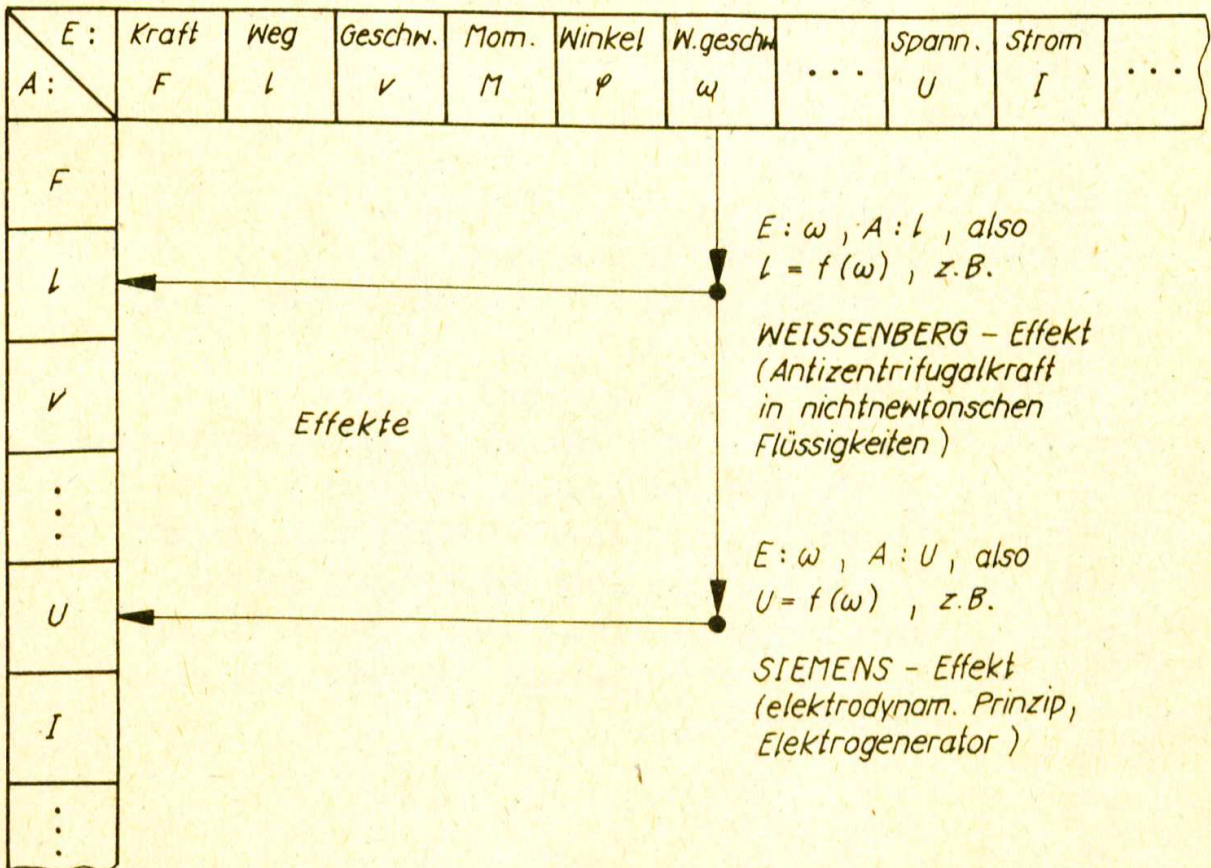 E: Kraft Weg Geschw. Mom. Winkel W.geschw Spann. Strom
A: F l v M φ ω ... U I ...
F
l
v
⋮
U
I
⋮
Effekte
E: ω , A: l , also
l = f(ω) , z.B.
WEISSENBERG - Effekt
(Antizentrifugalkraft
in nichtnewtonschen
Flüssigkeiten)
E: ω , A: U, also
U = f(ω) , z.B.
SIEMENS - Effekt
(elektrodynam. Prinzip,
Elektrogenerator)